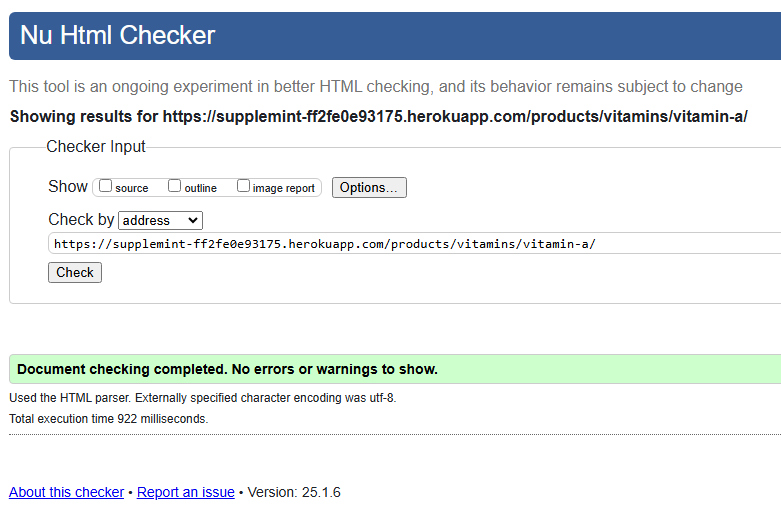 Nu Html Checker
This tool is an ongoing experiment in better HTML checking, and its behavior remains subject to change
Showing results for https://supplemint-ff2fe0e93175.herokuapp.com/products/vitamins/vitamin-a/
Checker Input
Show source outline image report Options...
Check by address
https://supplemint-ff2fe0e93175.herokuapp.com/products/vitamins/vitamin-a/
Check
Document checking completed. No errors or warnings to show.
Used the HTML parser. Externally specified character encoding was utf-8.
Total execution time 922 milliseconds.
About this checker • Report an issue • Version: 25.1.6